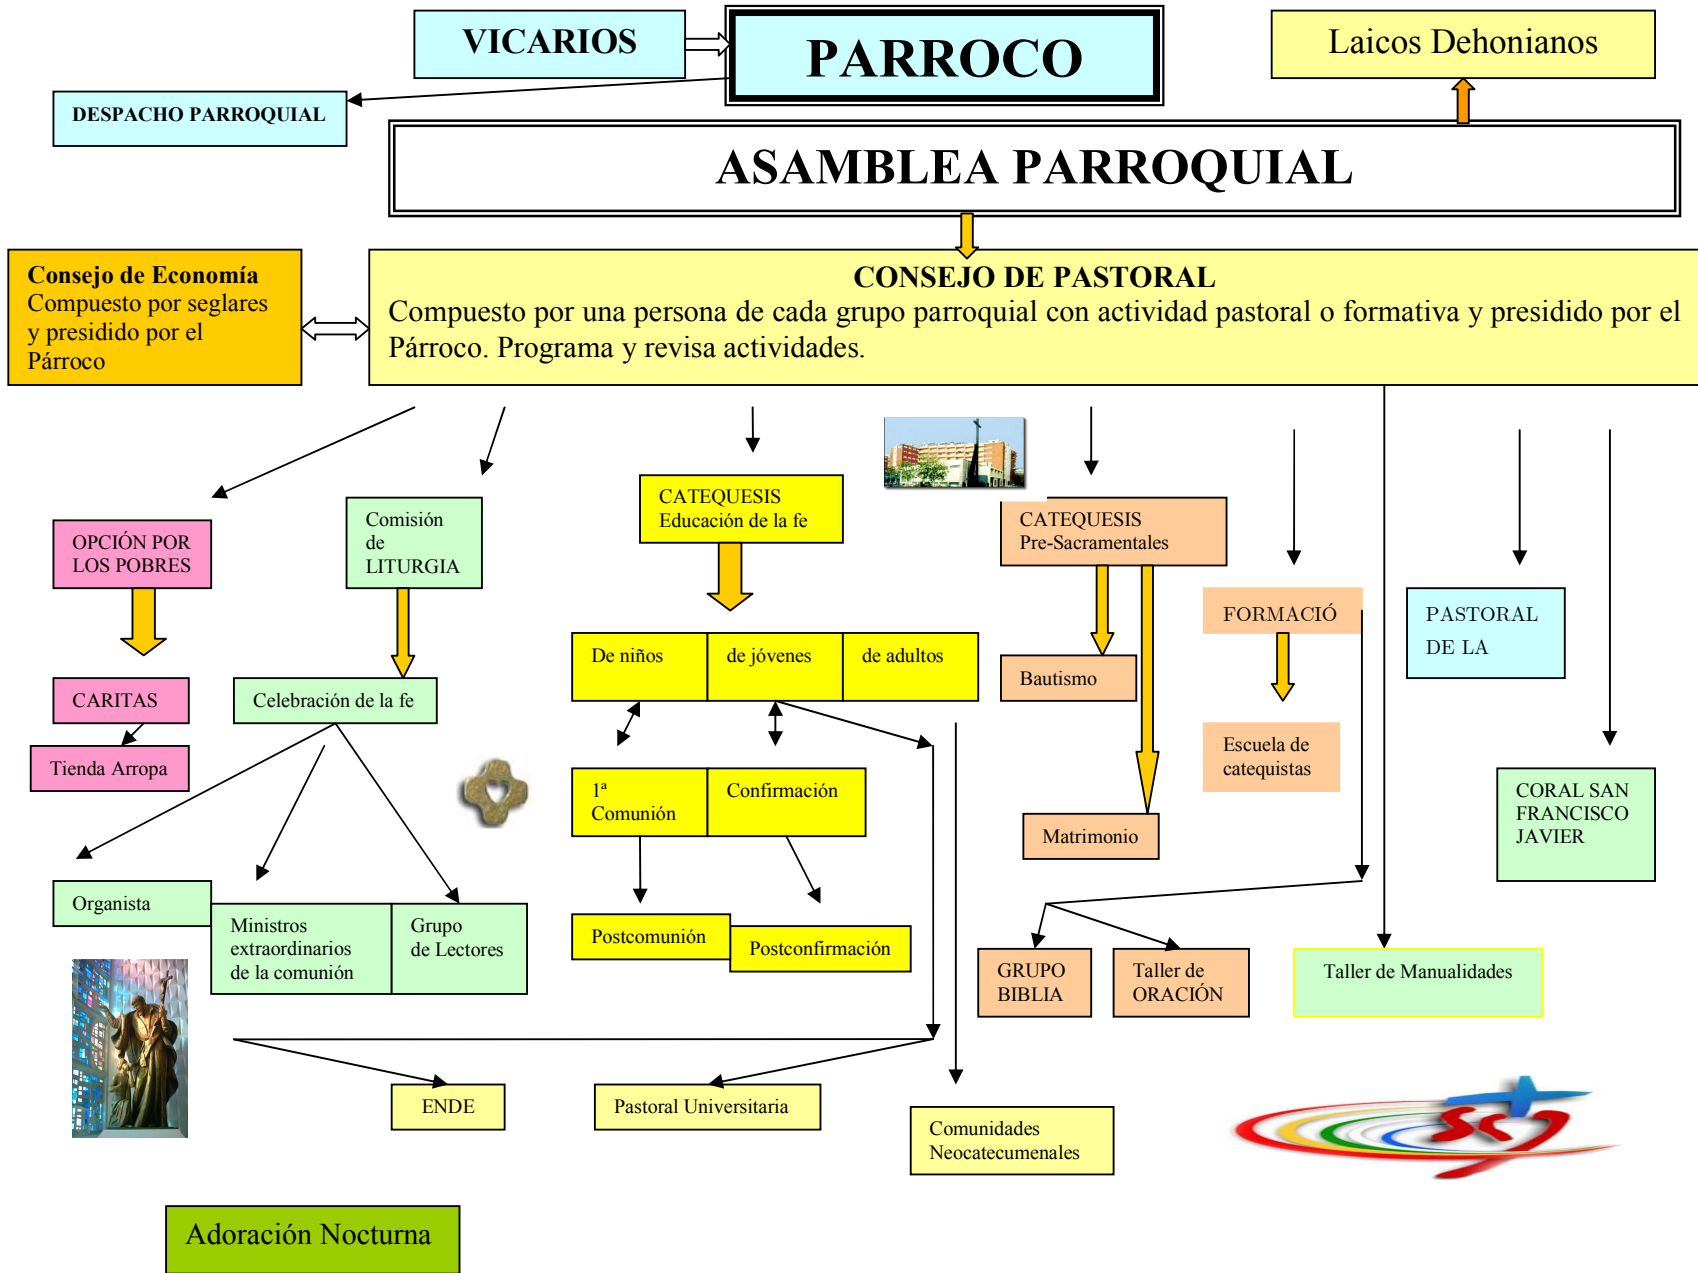 VICARIOS
PARROCO
Laicos Dehonianos
DESPACHO PARROQUIAL
ASAMBLEA PARROQUIAL
Consejo de Economía
Compuesto por seglares
y presidido por el
Párroco
CONSEJO DE PASTORAL
Compuesto por una persona de cada grupo parroquial con actividad pastoral o formativa y presidido por el
Párroco. Programa y revisa actividades.
OPCIÓN POR
LOS POBRES
Comisión
de
LITURGIA
CATEQUESIS
Educación de la fe
CATEQUESIS
Pre-Sacramentales
FORMACIÓ
PASTORAL
DE LA
De niños
de jóvenes
de adultos
Bautismo
CARITAS
Celebración de la fe
Tienda Arropa
Escuela de
catequistas
1ª
Comunión
Confirmación
Matrimonio
CORAL SAN
FRANCISCO
JAVIER
Organista
Ministros
extraordinarios
de la comunión
Grupo
de Lectores
Postcomunión
Postconfirmación
GRUPO
BIBLIA
Taller de
ORACIÓN
Taller de Manualidades
ENDE
Pastoral Universitaria
Comunidades
Neocatecumenales
scj
Adoración Nocturna